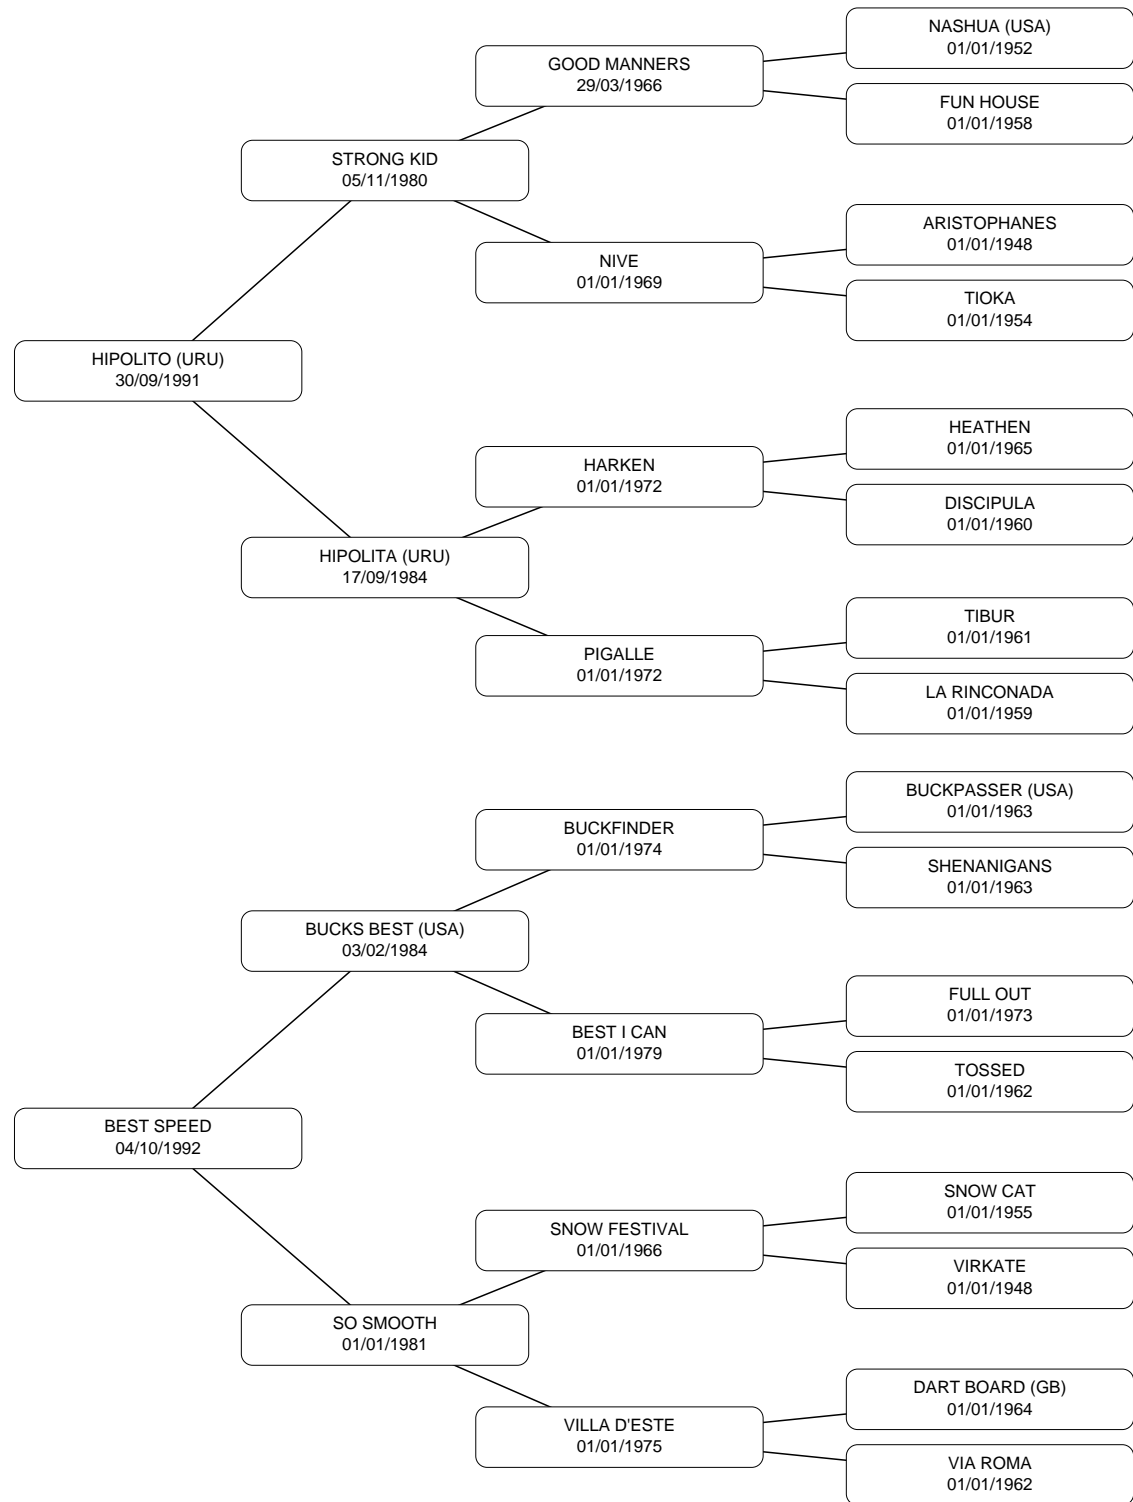 NASHUA (USA)
01/01/1952
GOOD MANNERS
29/03/1966
FUN HOUSE
01/01/1958
STRONG KID
05/11/1980
ARISTOPHANES
01/01/1948
NIVE
01/01/1969
TIOKA
01/01/1954
HIPOLITO (URU)
30/09/1991
HEATHEN
01/01/1965
HARKEN
01/01/1972
DISCIPULA
01/01/1960
HIPOLITA (URU)
17/09/1984
TIBUR
01/01/1961
PIGALLE
01/01/1972
LA RINCONADA
01/01/1959
BUCKPASSER (USA)
01/01/1963
BUCKFINDER
01/01/1974
SHENANIGANS
01/01/1963
BUCKS BEST (USA)
03/02/1984
FULL OUT
01/01/1973
BEST I CAN
01/01/1979
TOSSED
01/01/1962
BEST SPEED
04/10/1992
SNOW CAT
01/01/1955
SNOW FESTIVAL
01/01/1966
VIRKATE
01/01/1948
SO SMOOTH
01/01/1981
DART BOARD (GB)
01/01/1964
VILLA D'ESTE
01/01/1975
VIA ROMA
01/01/1962